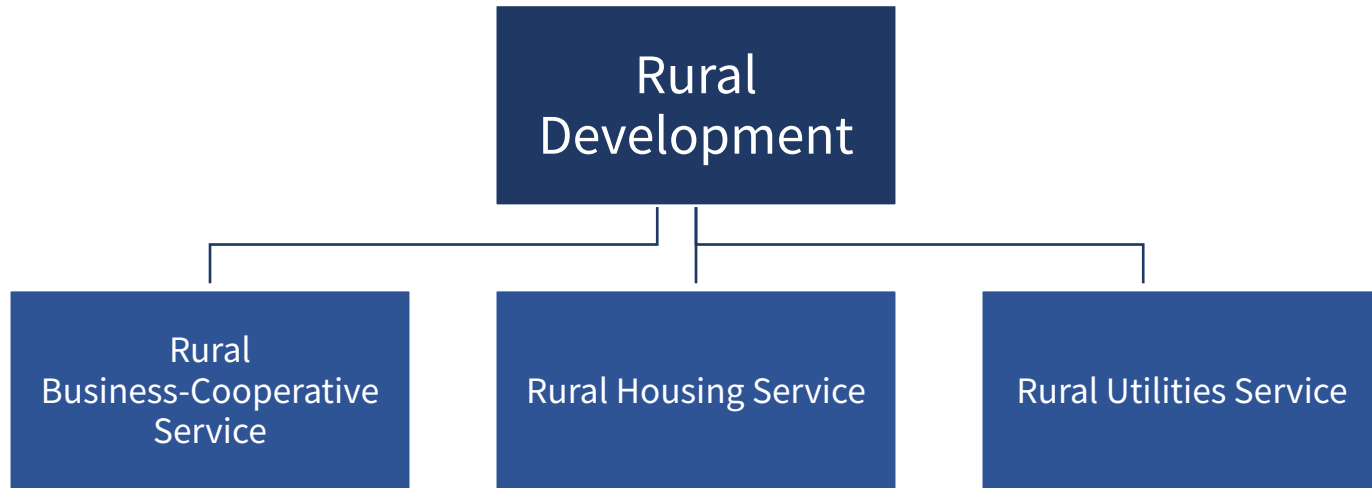 Rural
Development
Rural
Business-Cooperative
Service
Rural Housing Service
Rural Utilities Service